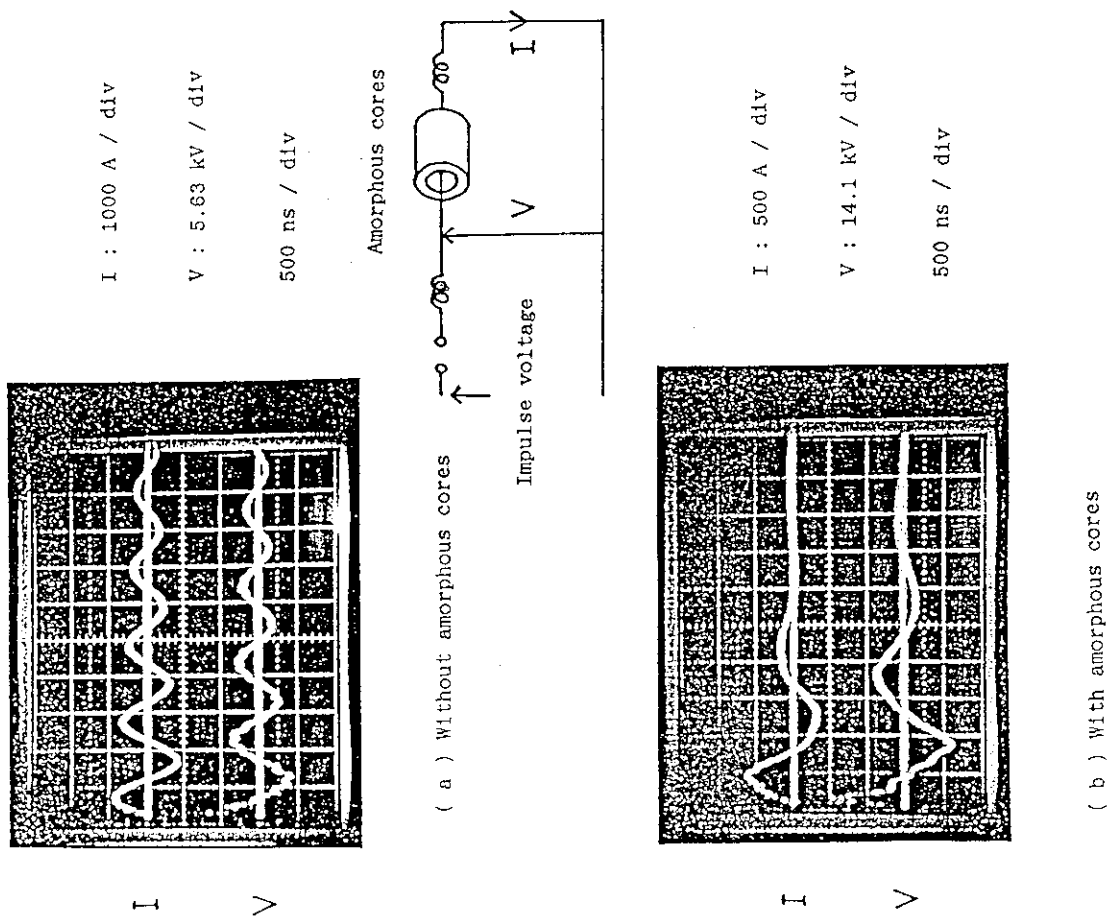 I
V
I : 1000 A / div
V : 5.63 kV / div
500 ns / div
( a ) Without amorphous cores
Amorphous cores
Impulse voltage
V
I
I
V
I : 500 A / div
V : 14.1 kV / div
500 ns / div
( b ) With amorphous cores